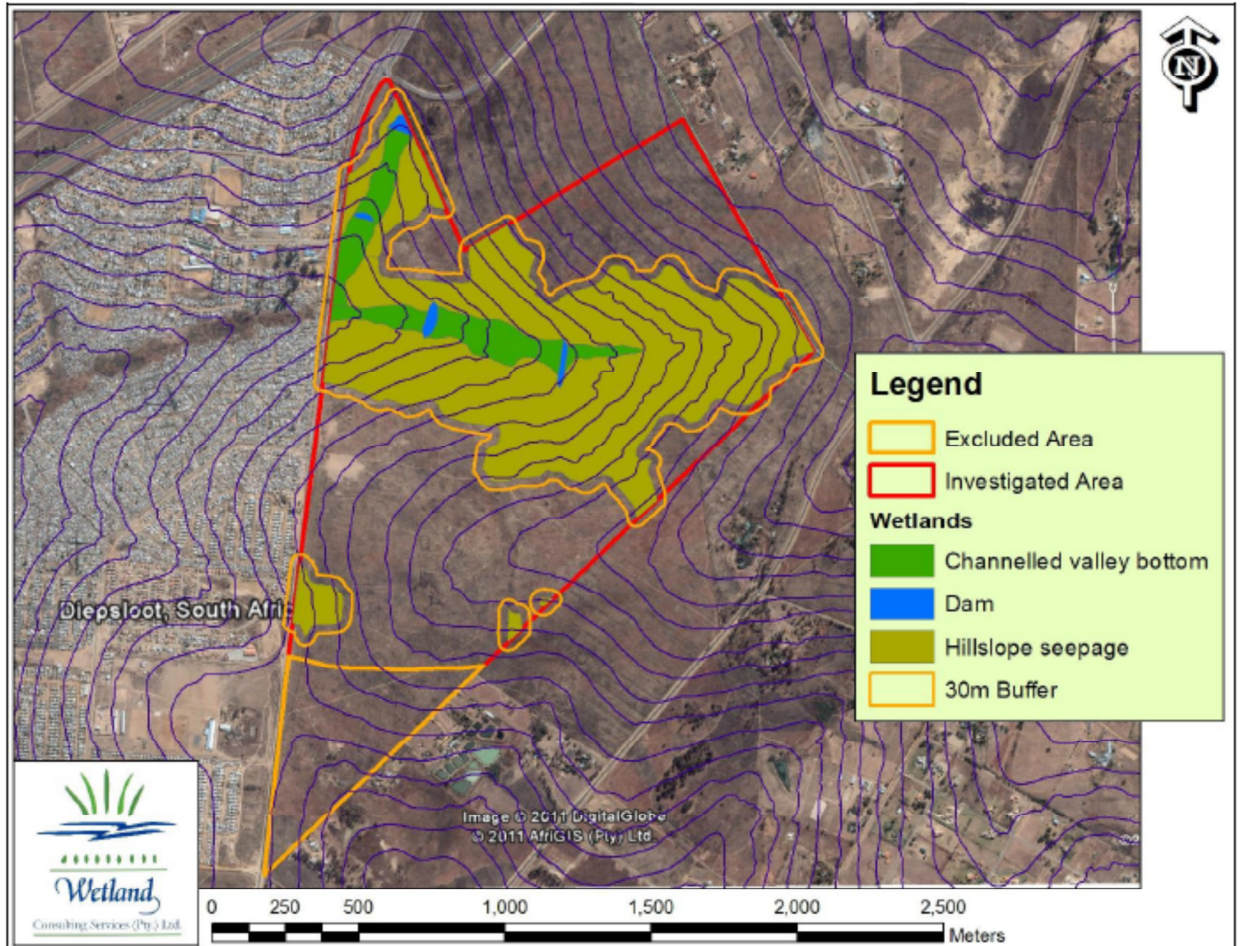 N
Legend
Excluded Area
Investigated Area
Wetlands
Channelled valley bottom
Dam
Hillslope seepage
30m Buffer
Diepsloot, South Afri
Image © 2011 DigitalGlobe
© 2011 AfriGIS (Pty) Ltd.
Wetland
Consulting Services (Pty.) Ltd.
0 250 500 1,000 1,500 2,000 2,500
Meters